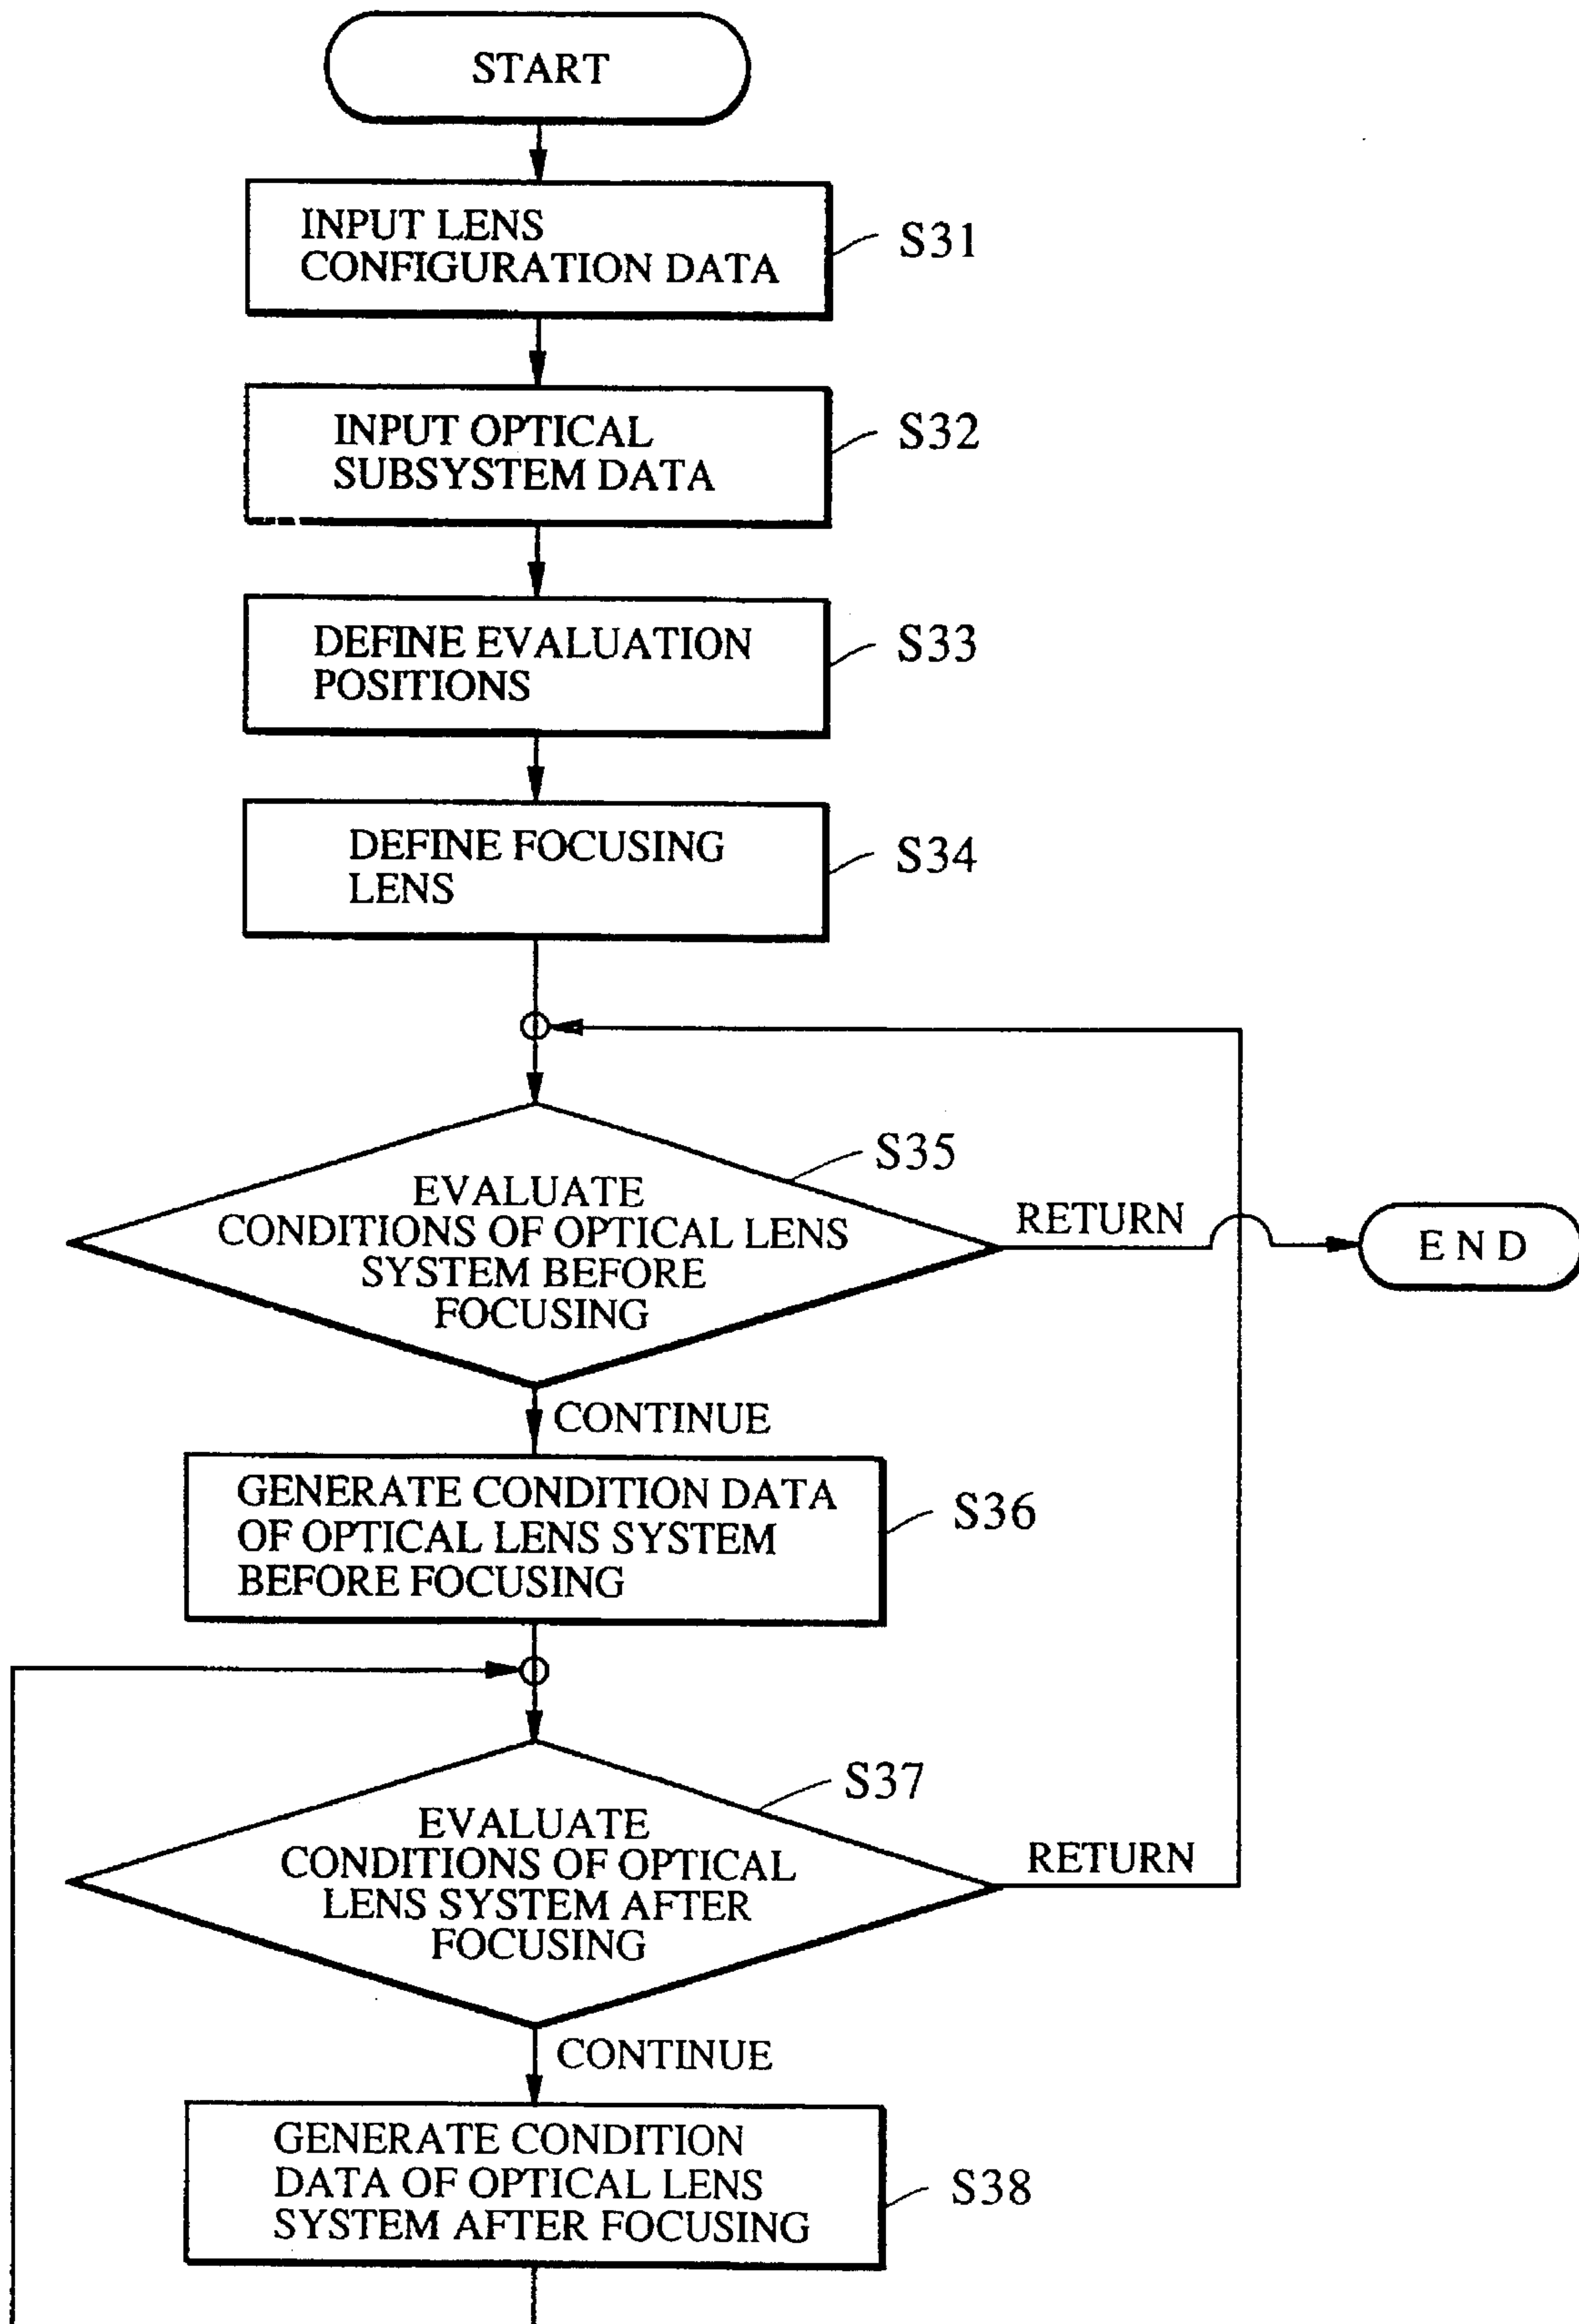 START
INPUT LENS
CONFIGURATION DATA
S31
INPUT OPTICAL
SUBSYSTEM DATA
S32
DEFINE EVALUATION
POSITIONS
S33
DEFINE FOCUSING
LENS
S34
S35
EVALUATE
CONDITIONS OF OPTICAL LENS
SYSTEM BEFORE
FOCUSING
RETURN
END
CONTINUE
GENERATE CONDITION DATA
OF OPTICAL LENS SYSTEM
BEFORE FOCUSING
S36
S37
EVALUATE
CONDITIONS OF OPTICAL
LENS SYSTEM AFTER
FOCUSING
RETURN
CONTINUE
GENERATE CONDITION
DATA OF OPTICAL LENS
SYSTEM AFTER FOCUSING
S38